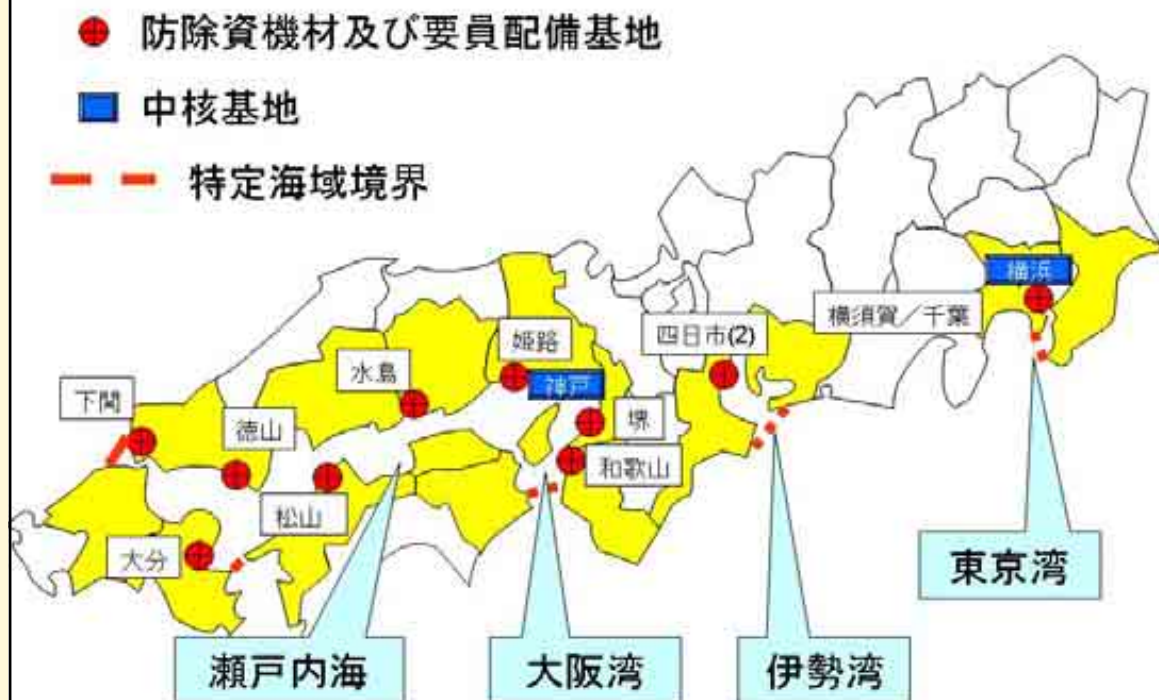 防除資機材及び要員配備基地
中核基地
特定海域境界
横浜
横須賀／千葉
四日市(2)
姫路
水島
神戸
下関
徳山
堺
和歌山
松山
大分
東京湾
瀬戸内海
大阪湾
伊勢湾